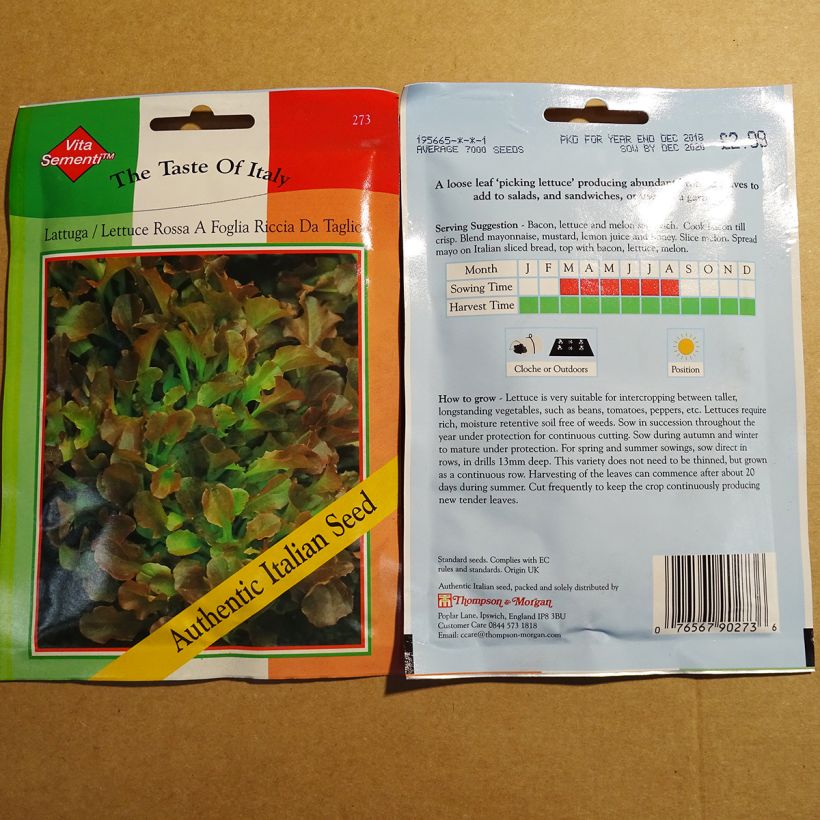 273
Vita
Sementi™
The Taste Of Italy
Lattuga / Lettuce Rossa A Foglia Riccia Da Taglio
Authentic Italian Seed
195665-*-*-1
AVERAGE 7000 SEEDS
PKD FOR YEAR END DEC 2018
SOW BY DEC 2020
£2.99
A loose leaf 'picking lettuce' producing abundant to
add to salads, and sandwiches, or
Serving Suggestion - Bacon, lettuce and melon sandwich. Cook bacon till
crisp. Blend mayonnaise, mustard, lemon juice and honey. Slice melon. Spread
mayo on Italian sliced bread, top with bacon, lettuce, melon.
Month J F M A M J J A S O N D
Sowing Time
Harvest Time
Cloche or Outdoors
Position
How to grow - Lettuce is very suitable for intercropping between taller,
longstanding vegetables, such as beans, tomatoes, peppers, etc. Lettuces require
rich, moisture retentive soil free of weeds. Sow in succession throughout the
year under protection for continuous cutting. Sow during autumn and winter
to mature under protection. For spring and summer sowings, sow direct in
rows, in drills 13mm deep. This variety does not need to be thinned, but grown
as a continuous row. Harvesting of the leaves can commence after about 20
days during summer. Cut frequently to keep the crop continuously producing
new tender leaves.
Standard seeds. Complies with EC
rules and standards. Origin UK
Authentic Italian seed, packed and solely distributed by
Thompson & Morgan
Poplar Lane, Ipswich, England IP8 3BU
Customer Care 0844 573 1818
Email: ccare@thompson-morgan.com
0 76567 90273 6